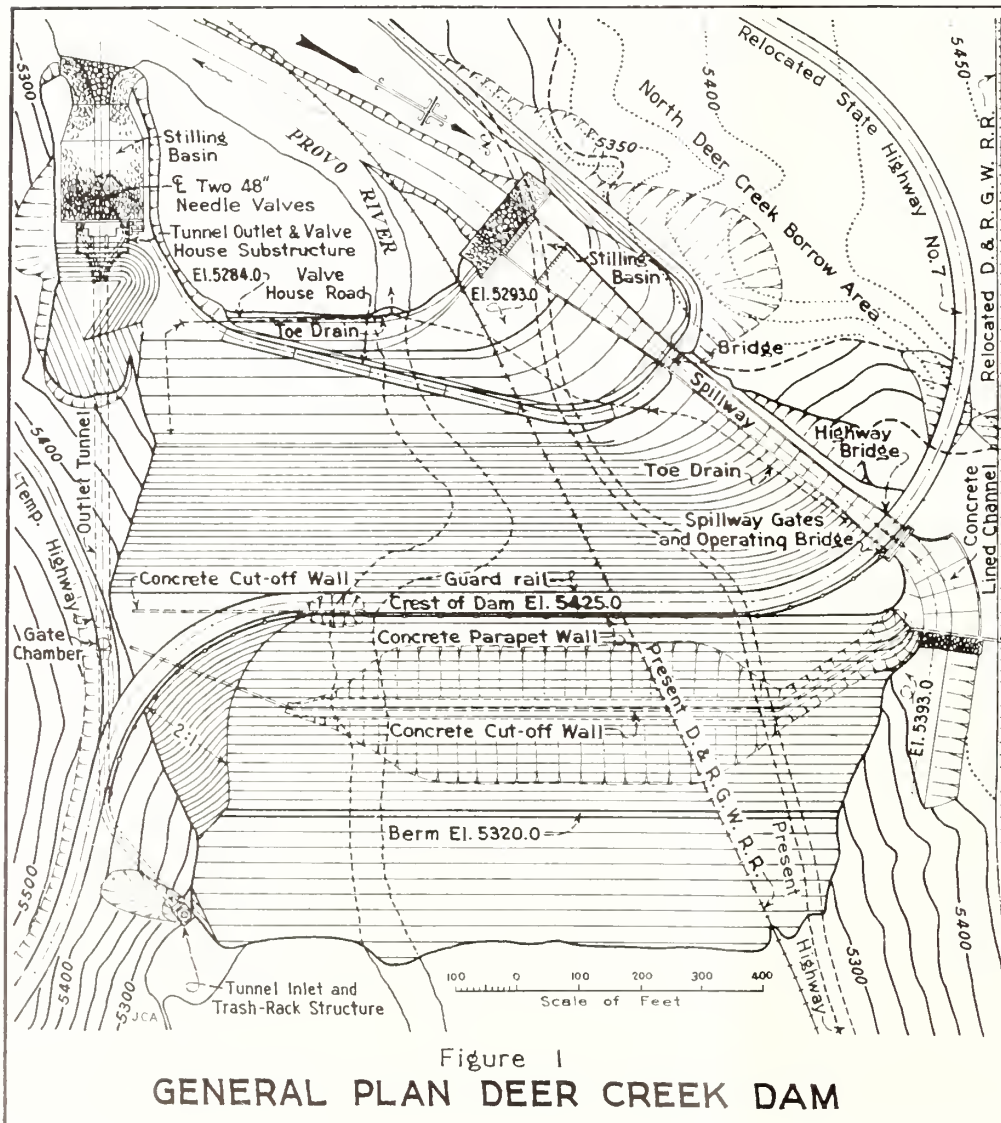 5300
Stilling
Basin
℄ Two 48"
Needle Valves
Tunnel Outlet & Valve
House Substructure
El. 5284.0
Valve
House Road
Toe Drain
PROVO
RIVER
El. 5293.0
Stilling
Basin
5350
5400
North Deer Creek Borrow Area
Relocated State Highway No. 7
5450
Relocated D. & R.G.W. R.R.
Bridge
Spillway
Highway
Bridge
Toe Drain
Spillway Gates
and Operating Bridge
Concrete
Lined Channel
5400
Outlet Tunnel
Temp. Highway
Gate
Chamber
Concrete Cut-off Wall
Guard rail
Crest of Dam El. 5425.0
Concrete Parapet Wall
Present D. & R.G.W. R.R.
Concrete Cut-off Wall
2:1
El. 5393.0
Berm El. 5320.0
Present
Highway
5500
5400
5300
JCA
5300
5400
Tunnel Inlet and
Trash-Rack Structure
100 0 100 200 300 400
Scale of Feet
Figure 1
GENERAL PLAN DEER CREEK DAM